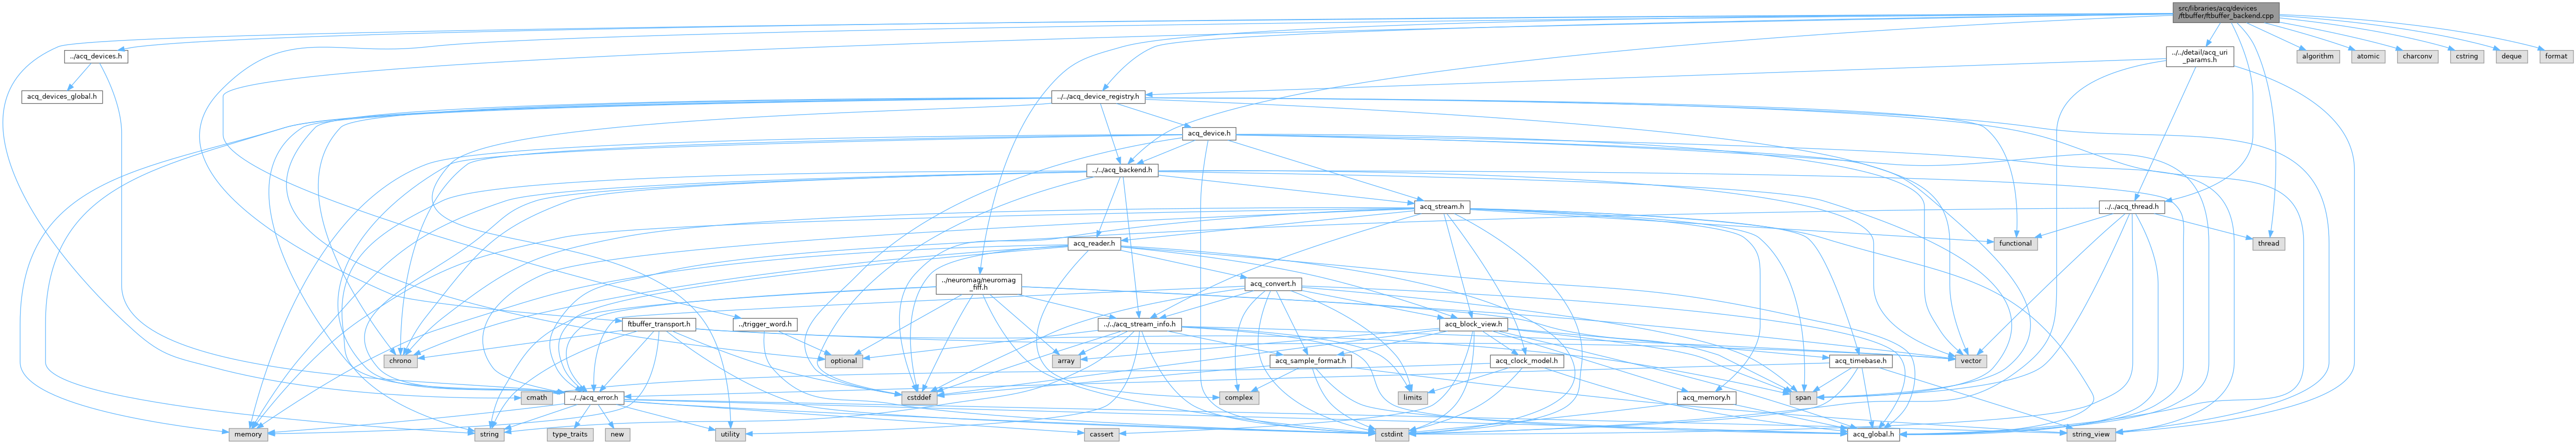 src/libraries/acq/devices
/ftbuffer/ftbuffer_backend.cpp
../acq_devices.h
../../detail/acq_uri
_params.h
algorithm
atomic
charconv
cstring
deque
format
acq_devices_global.h
../../acq_device_registry.h
acq_device.h
../../acq_backend.h
acq_stream.h
../../acq_thread.h
acq_reader.h
functional
thread
../neuromag/neuromag
_fiff.h
acq_convert.h
ftbuffer_transport.h
../trigger_word.h
../../acq_stream_info.h
acq_block_view.h
chrono
optional
array
acq_sample_format.h
acq_clock_model.h
acq_timebase.h
vector
cmath
../../acq_error.h
cstddef
complex
limits
acq_memory.h
span
memory
string
type_traits
new
utility
cassert
cstdint
acq_global.h
string_view